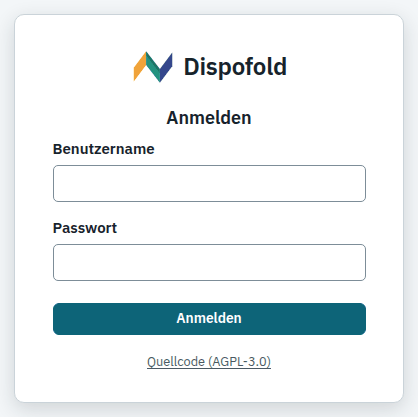 Dispofold
Anmelden
Benutzername
Passwort
Anmelden
Quellcode (AGPL-3.0)